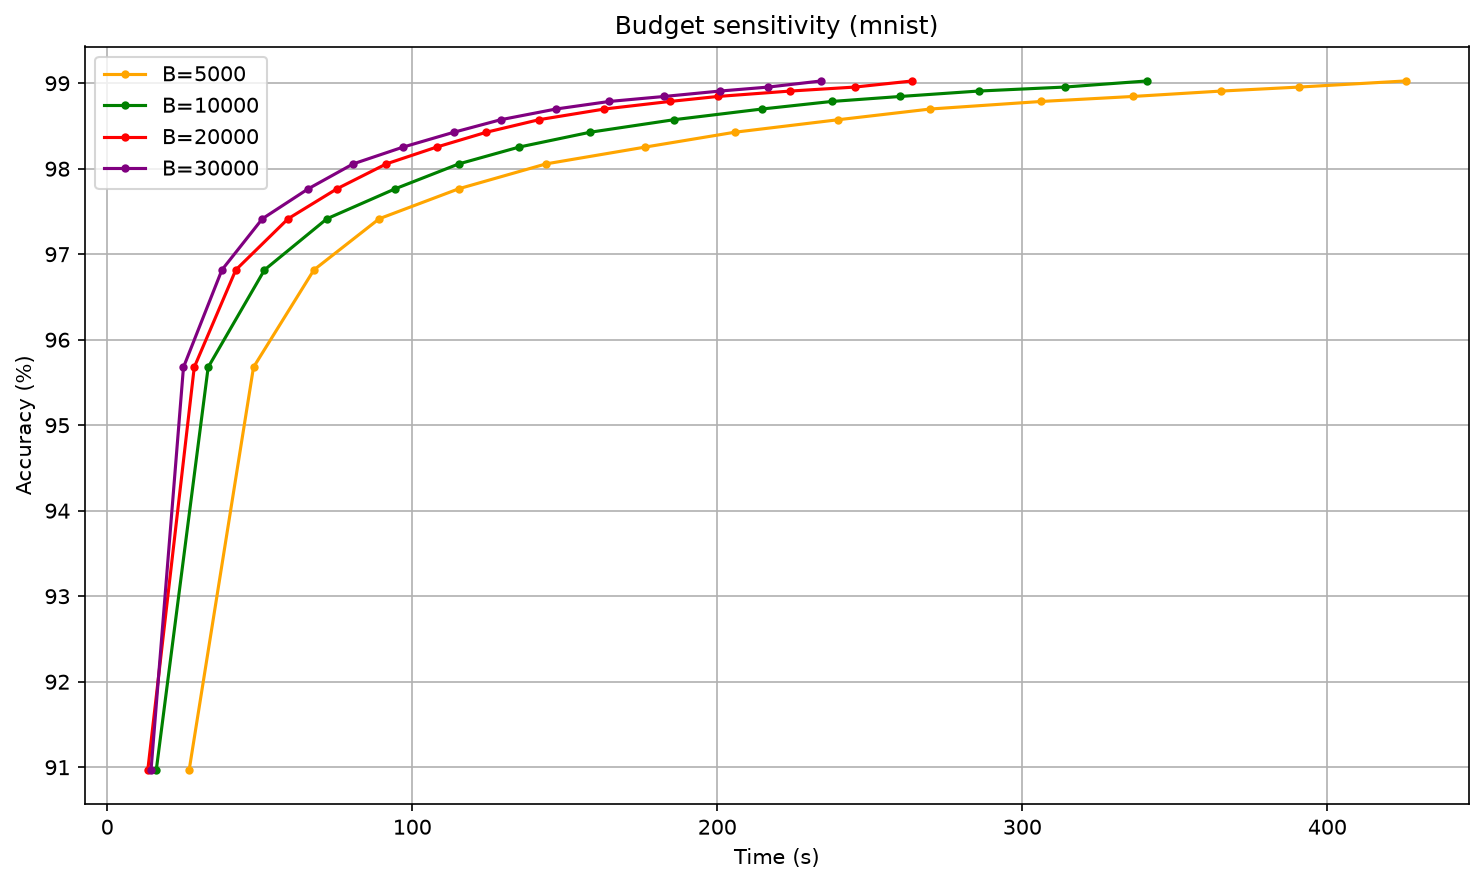 Budget sensitivity (mnist)
B=5000
B=10000
B=20000
B=30000
Accuracy (%)
99
98
97
96
95
94
93
92
91
0 100 200 300 400
Time (s)